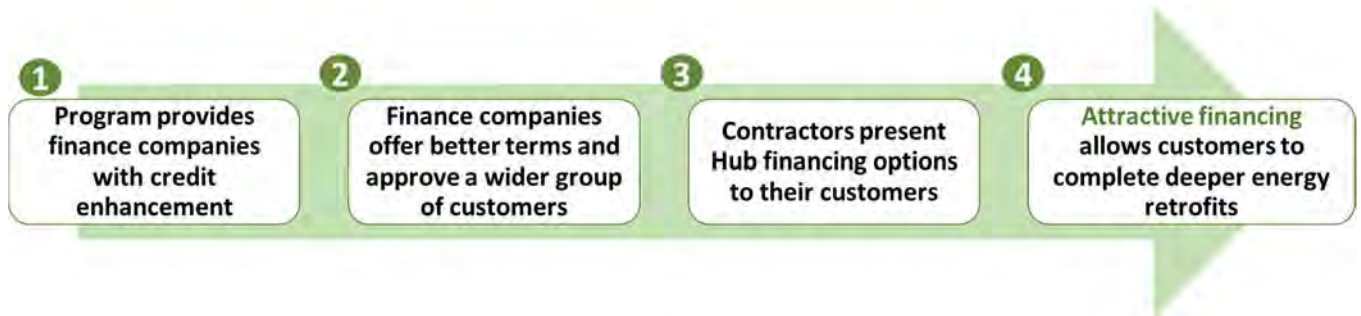 1
Program provides
finance companies
with credit
enhancement
2
Finance companies
offer better terms and
approve a wider group
of customers
3
Contractors present
Hub financing options
to their customers
4
Attractive financing
allows customers to
complete deeper energy
retrofits